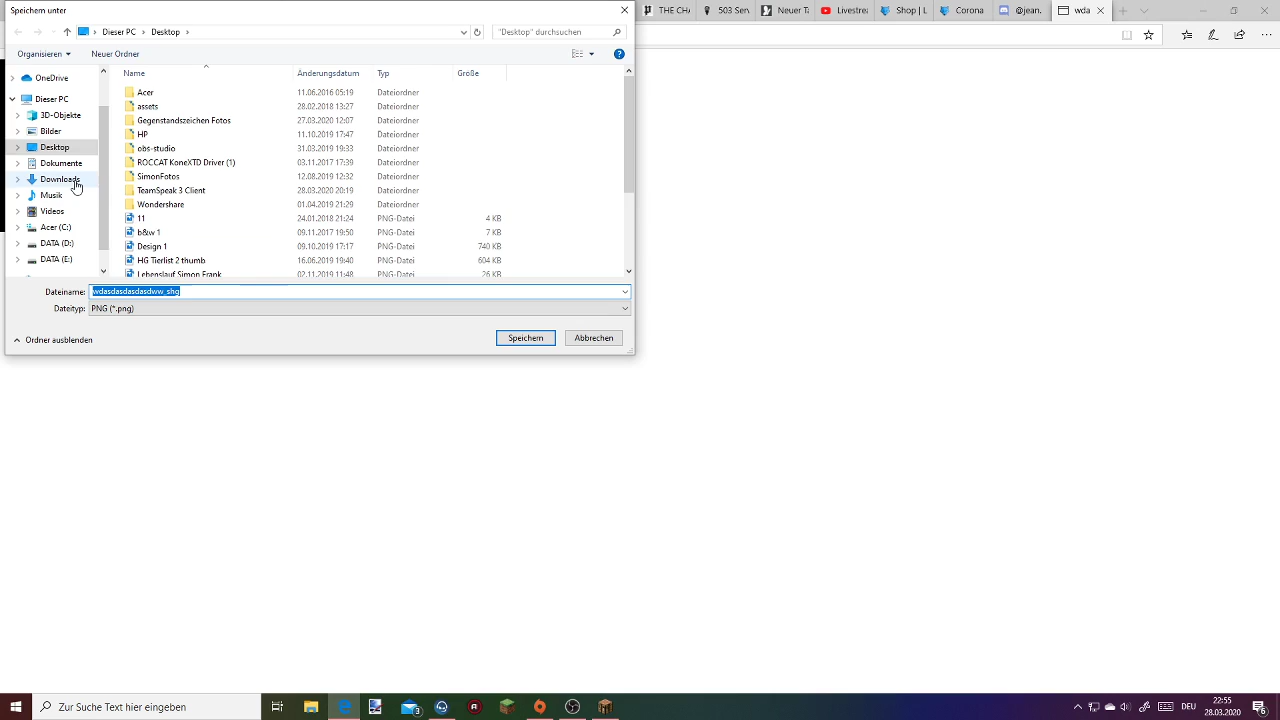 Speichern unter
THE CHA
503 Serv
Neuer Ta
Livestrea
Shop | L
Corona
@jean.
wda
Dieser PC
Desktop
"Desktop" durchsuchen
Organisieren
Neuer Ordner
Name Änderungsdatum Typ Größe
OneDrive
Dieser PC
3D-Objekte
Bilder
Desktop
Dokumente
Downloads
Musik
Videos
Acer (C:)
DATA (D:)
DATA (E:)
Acer 11.06.2016 05:19 Dateiordner
assets 28.02.2018 13:27 Dateiordner
Gegenstandszeichen Fotos 27.03.2020 12:07 Dateiordner
HP 11.10.2019 17:47 Dateiordner
obs-studio 31.03.2019 19:33 Dateiordner
ROCCAT KoneXTD Driver (1) 03.11.2017 17:39 Dateiordner
SimonFotos 12.08.2019 12:32 Dateiordner
TeamSpeak 3 Client 28.03.2020 20:19 Dateiordner
Wondershare 01.04.2019 21:29 Dateiordner
11 24.01.2018 21:24 PNG-Datei 4 KB
b&w 1 09.11.2017 19:50 PNG-Datei 7 KB
Design 1 09.10.2019 17:17 PNG-Datei 740 KB
HG Tierlist 2 thumb 16.06.2019 19:40 PNG-Datei 604 KB
Lebenslauf Simon Frank 02.11.2019 11:48 PNG-Datei 26 KB
Dateiname: wdasdasdasdasdww_shg
Dateityp: PNG (*.png)
Ordner ausblenden
Speichern
Abbrechen
Zur Suche Text hier eingeben
3
DEU
22:55
28.03.2020